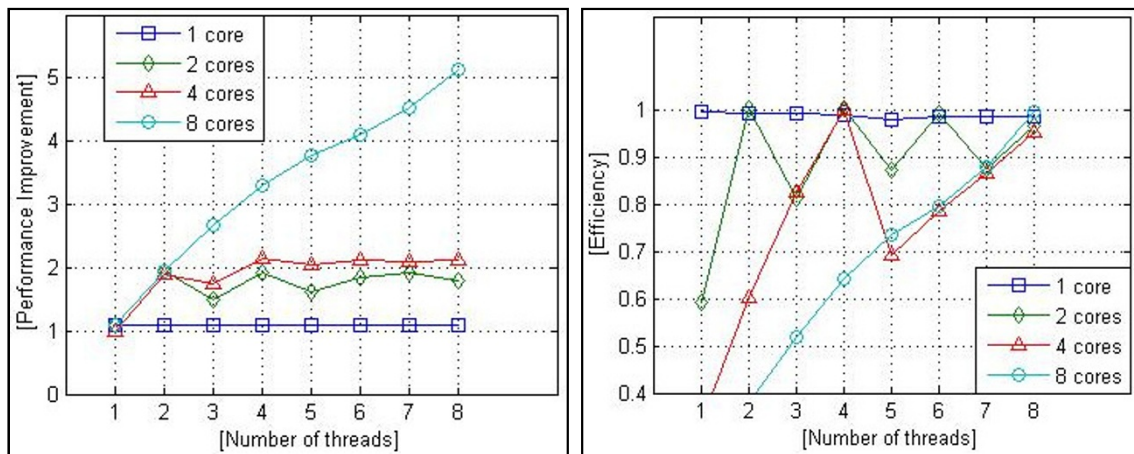 [Performance Improvement]
5
4
3
2
1
0
1 core
2 cores
4 cores
8 cores
1 2 3 4 5 6 7 8
[Number of threads]
[Efficiency]
1
0.9
0.8
0.7
0.6
0.5
0.4
1 core
2 cores
4 cores
8 cores
1 2 3 4 5 6 7 8
[Number of threads]